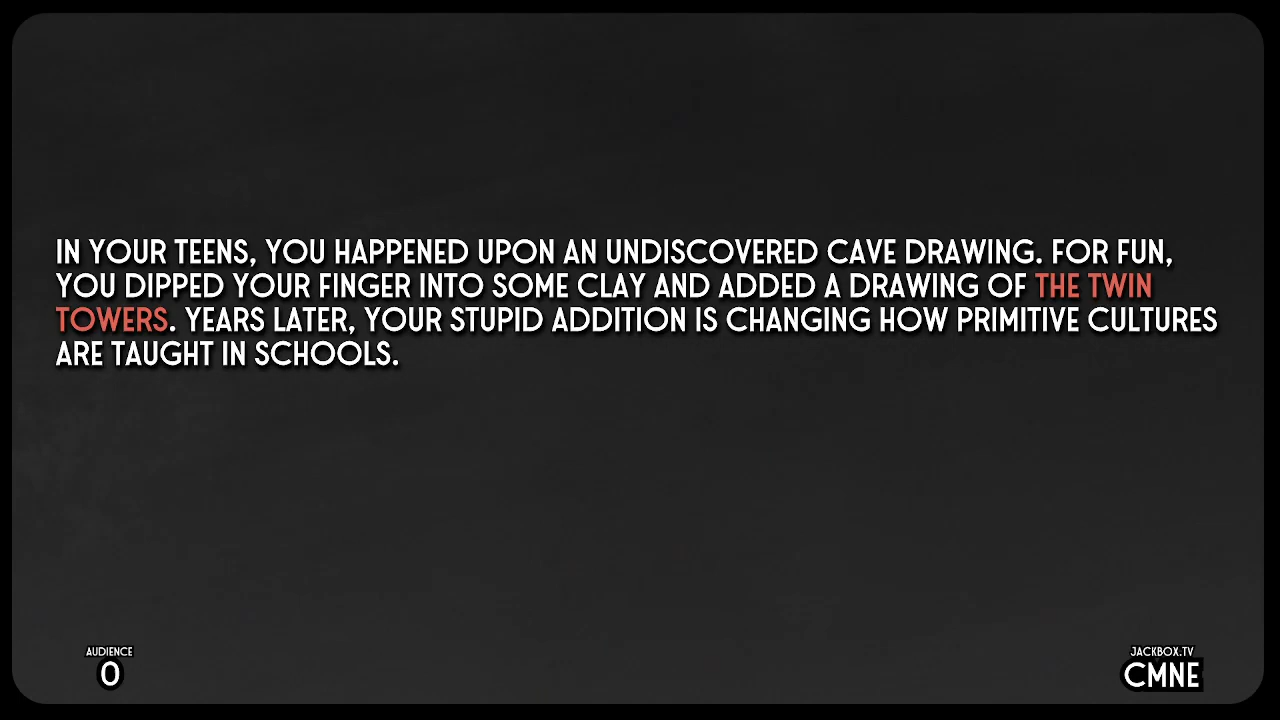 IN YOUR TEENS, YOU HAPPENED UPON AN UNDISCOVERED CAVE DRAWING. FOR FUN,
YOU DIPPED YOUR FINGER INTO SOME CLAY AND ADDED A DRAWING OF THE TWIN
TOWERS. YEARS LATER, YOUR STUPID ADDITION IS CHANGING HOW PRIMITIVE CULTURES
ARE TAUGHT IN SCHOOLS.
AUDIENCE
0
JACKBOX.TV
CMNE